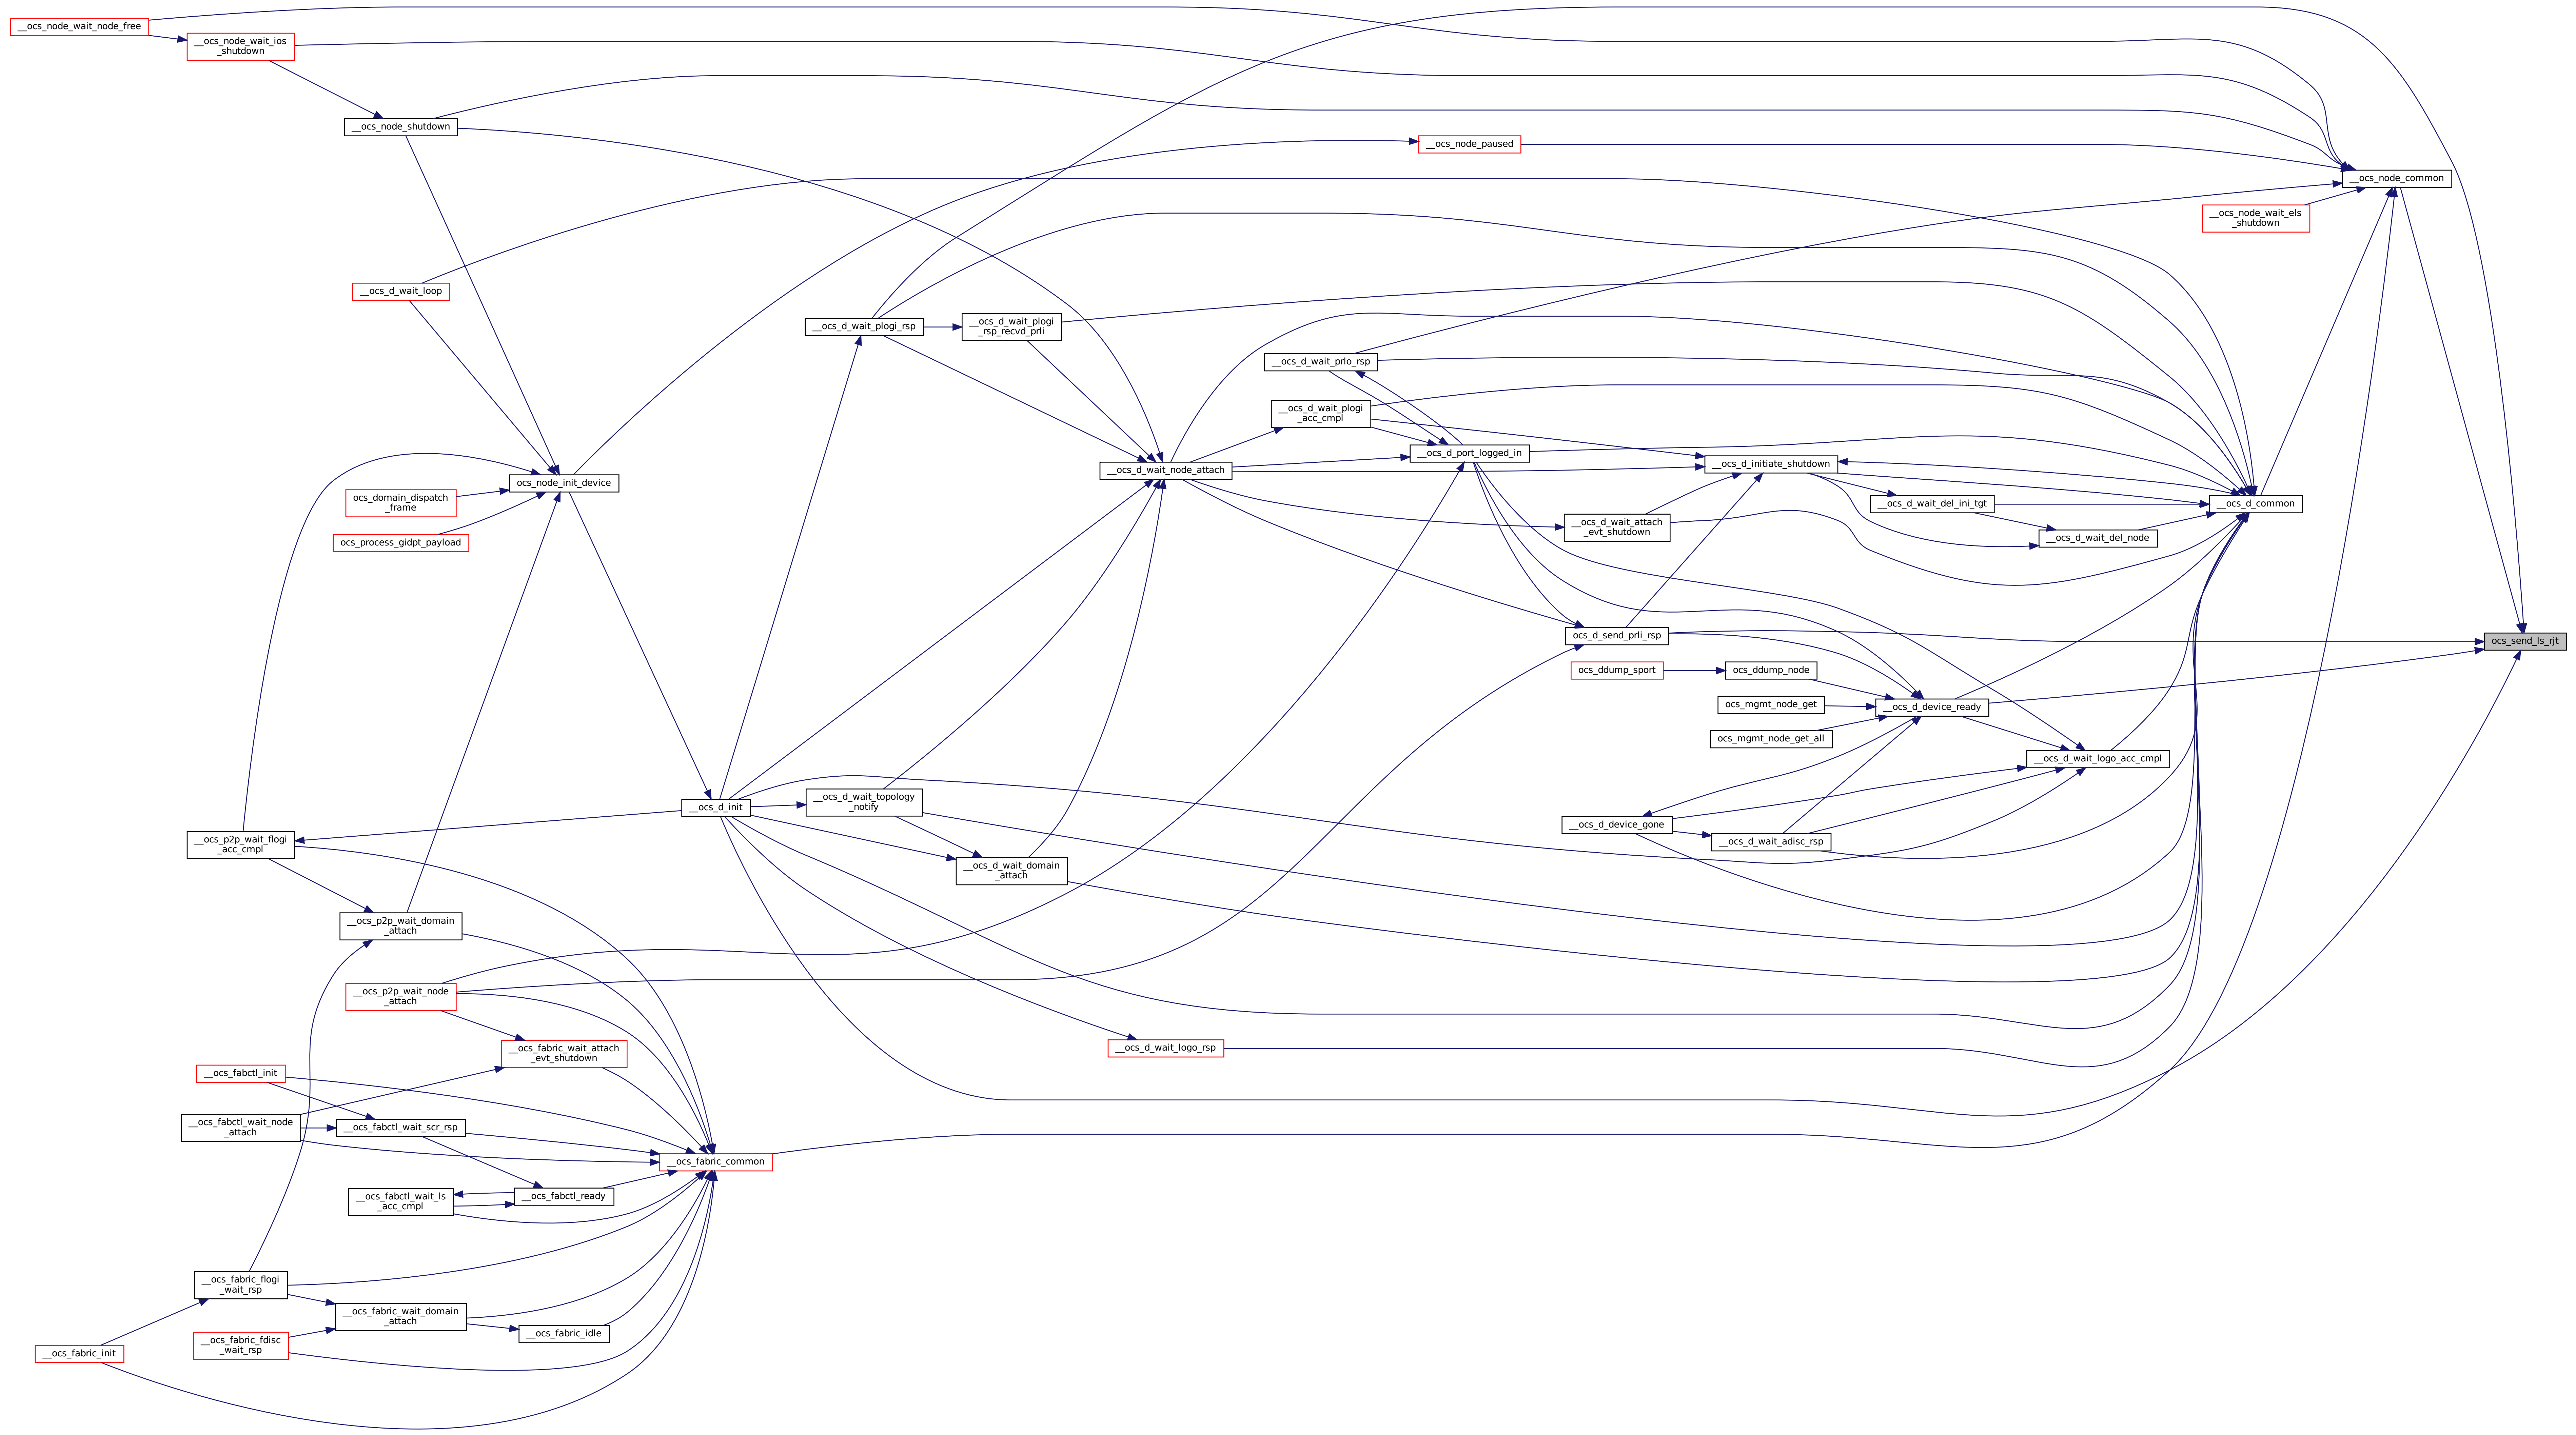 __ocs_node_wait_node_free
__ocs_node_wait_ios
_shutdown
__ocs_node_shutdown
__ocs_node_paused
__ocs_node_common
__ocs_node_wait_els
_shutdown
__ocs_d_wait_loop
__ocs_d_wait_plogi_rsp
__ocs_d_wait_plogi
_rsp_recvd_prli
__ocs_d_wait_prlo_rsp
__ocs_d_wait_plogi
_acc_cmpl
__ocs_d_port_logged_in
__ocs_d_wait_node_attach
__ocs_d_initiate_shutdown
ocs_node_init_device
ocs_domain_dispatch
_frame
ocs_process_gidpt_payload
__ocs_d_wait_del_ini_tgt
__ocs_d_common
__ocs_d_wait_attach
_evt_shutdown
__ocs_d_wait_del_node
ocs_d_send_prli_rsp
ocs_send_ls_rjt
ocs_ddump_sport
ocs_ddump_node
ocs_mgmt_node_get
__ocs_d_device_ready
ocs_mgmt_node_get_all
__ocs_d_wait_logo_acc_cmpl
__ocs_d_init
__ocs_d_wait_topology
_notify
__ocs_d_device_gone
__ocs_d_wait_adisc_rsp
__ocs_p2p_wait_flogi
_acc_cmpl
__ocs_d_wait_domain
_attach
__ocs_p2p_wait_domain
_attach
__ocs_p2p_wait_node
_attach
__ocs_fabric_wait_attach
_evt_shutdown
__ocs_d_wait_logo_rsp
__ocs_fabctl_init
__ocs_fabctl_wait_node
_attach
__ocs_fabctl_wait_scr_rsp
__ocs_fabric_common
__ocs_fabctl_wait_ls
_acc_cmpl
__ocs_fabctl_ready
__ocs_fabric_flogi
_wait_rsp
__ocs_fabric_wait_domain
_attach
__ocs_fabric_idle
__ocs_fabric_fdisc
_wait_rsp
__ocs_fabric_init